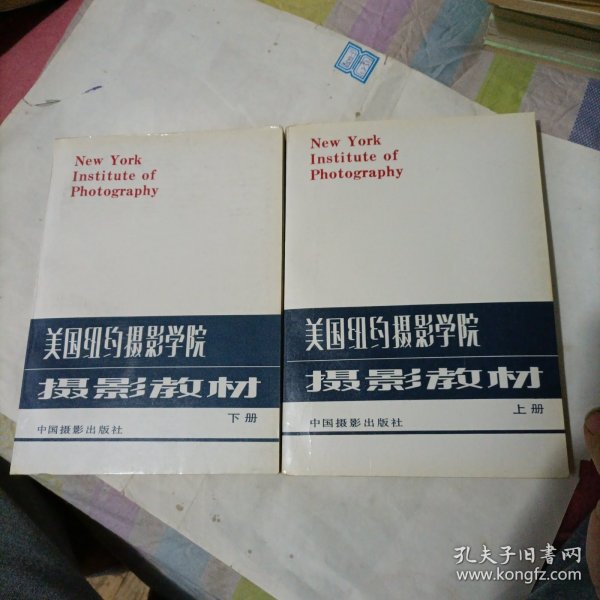 New York
Institute of
Photography
美国纽约摄影学院
摄影教材
下册
中国摄影出版社
New York
Institute of
Photography
美国纽约摄影学院
摄影教材
上册
中国摄影出版社
孔夫子旧书网
www.kongfz.com